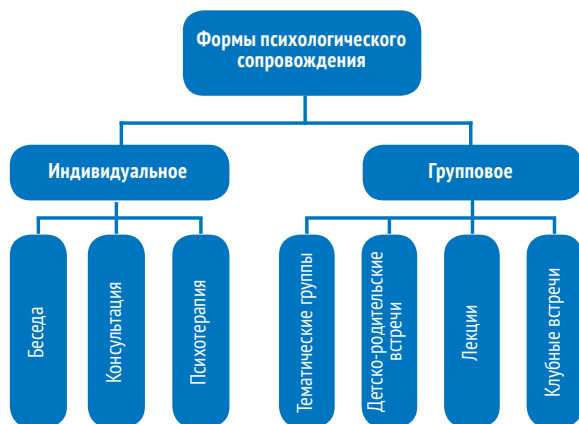 Формы психологического
сопровождения
Индивидуальное
Групповое
Беседа
Консультация
Психотерапия
Тематические группы
Детско-родительские
встречи
Лекции
Клубные встречи